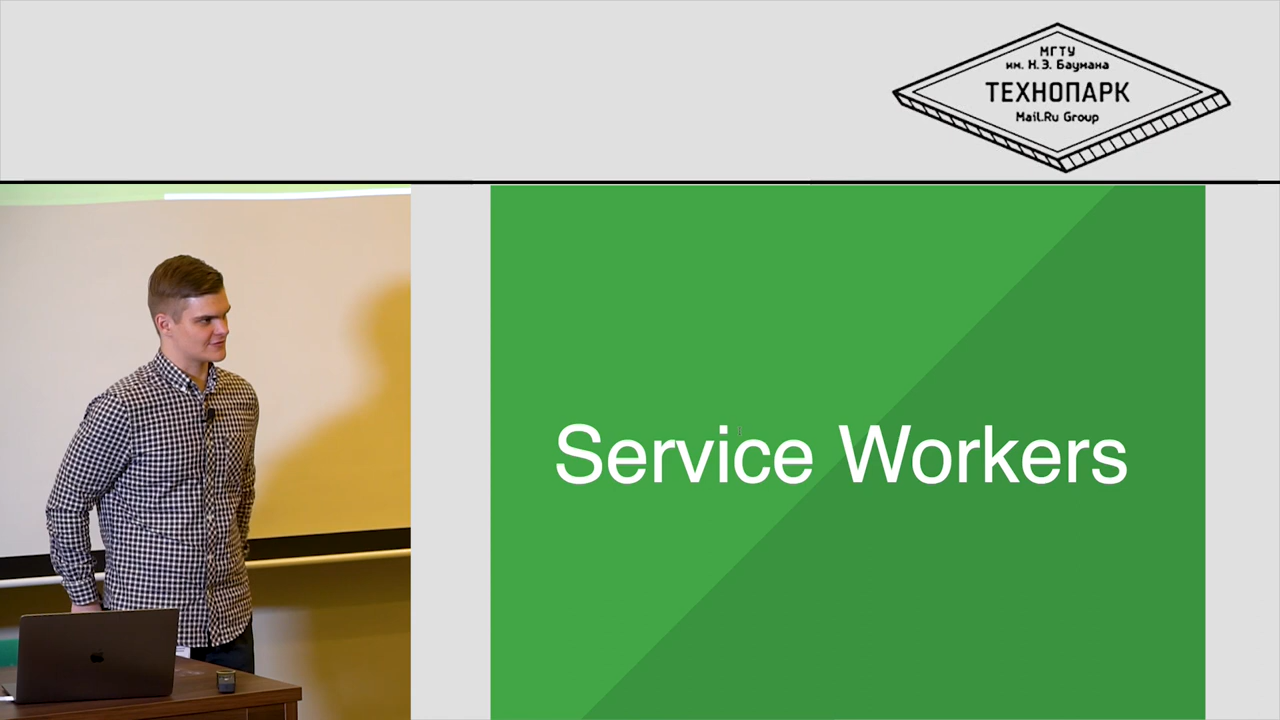 МГТУ
им. Н.Э. Баумана
ТЕХНОПАРК
Mail.Ru Group
Service Workers